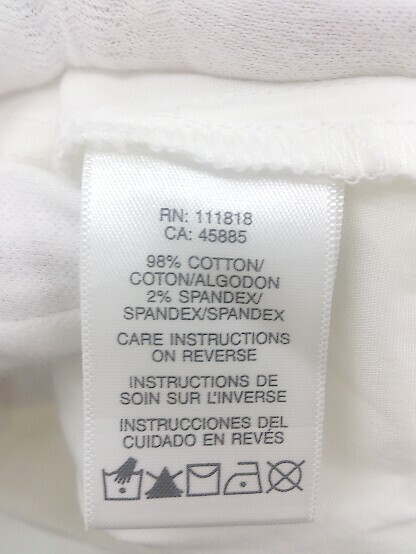 RN: 111818
CA: 45885
98% COTTON/
COTON/ALGODON
2% SPANDEX/
SPANDEX/SPANDEX
CARE INSTRUCTIONS
ON REVERSE
INSTRUCTIONS DE
SOIN SUR L'INVERSE
INSTRUCCIONES DEL
CUIDADO EN REVÉS